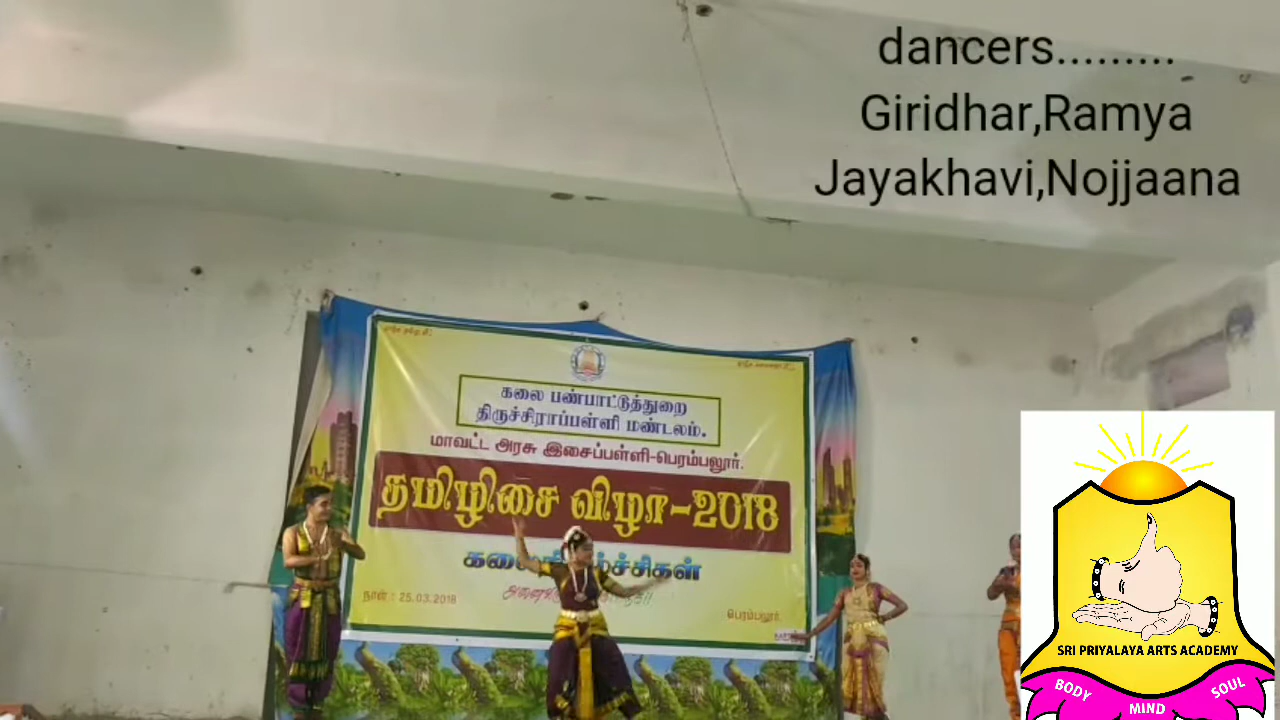 dancers.........
Giridhar,Ramya
Jayakhavi,Nojjaana
கலை பண்பாட்டுத்துறை
திருச்சிராப்பள்ளி மண்டலம்.
மாவட்ட அரசு இசைப்பள்ளி-பெரம்பலூர்.
தமிழிசை விழா-2018
நாள் : 25.03.2018
பெரம்பலூர்.
SRI PRIYALAYA ARTS ACADEMY
BODY MIND SOUL